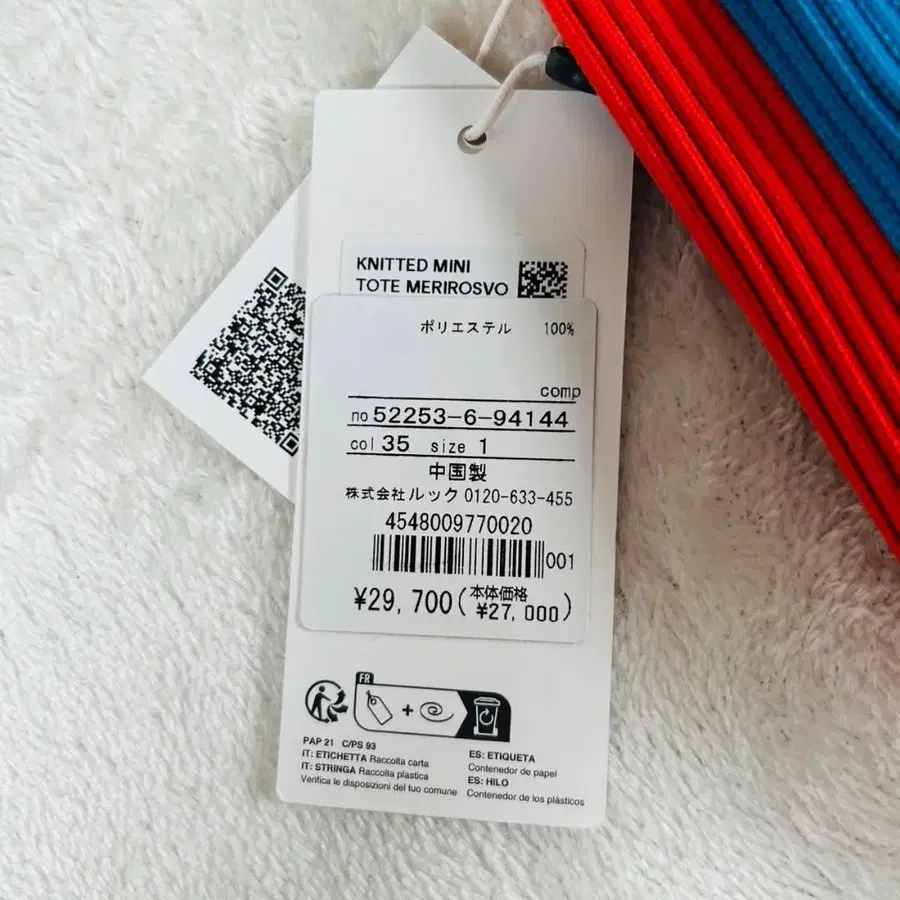 KNITTED MINI
TOTE MERIROSVO
ポリエステル 100%
comp
no 52253-6-94144
col 35 size 1
中国製
株式会社ルック 0120-633-455
4548009770020
001
¥29,700(本体価格
¥27,000)
FR
+
PAP 21 C/PS 93
IT: ETICHETTA Raccolta carta
IT: STRINGA Raccolta plastica
Verifica le disposizioni del tuo comune
ES: ETIQUETA
Contenedor de papel
ES: HILO
Contenedor de los plásticos